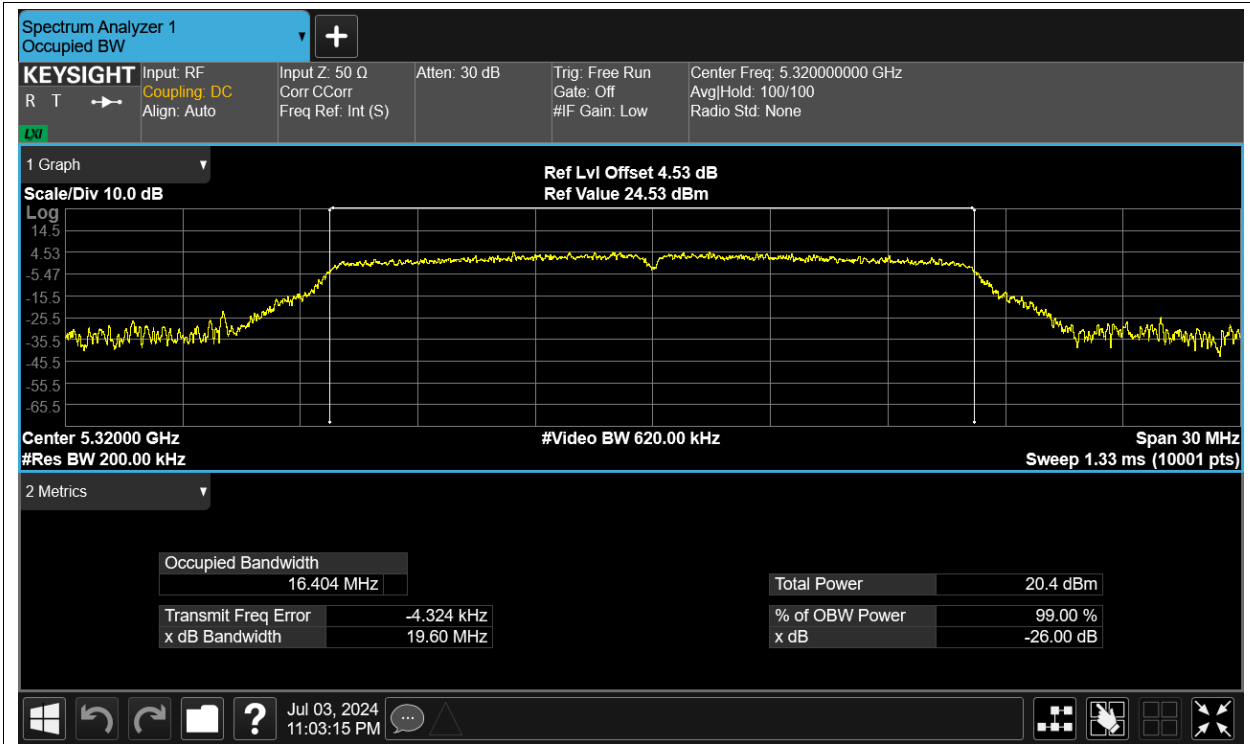 Spectrum Analyzer 1
Occupied BW
KEYSIGHT
R T
LXI
Input: RF
Coupling: DC
Align: Auto
Input Z: 50 Ω
Corr CCorr
Freq Ref: Int (S)
Atten: 30 dB
Trig: Free Run
Gate: Off
#IF Gain: Low
Center Freq: 5.320000000 GHz
Avg|Hold: 100/100
Radio Std: None
1 Graph
Scale/Div 10.0 dB
Ref Lvl Offset 4.53 dB
Ref Value 24.53 dBm
Log
14.5
4.53
-5.47
-15.5
-25.5
-35.5
-45.5
-55.5
-65.5
Center 5.32000 GHz
#Video BW 620.00 kHz
Span 30 MHz
#Res BW 200.00 kHz
Sweep 1.33 ms (10001 pts)
2 Metrics
Occupied Bandwidth
16.404 MHz
Total Power 20.4 dBm
Transmit Freq Error -4.324 kHz
% of OBW Power 99.00 %
x dB Bandwidth 19.60 MHz
x dB -26.00 dB
?
Jul 03, 2024
11:03:15 PM